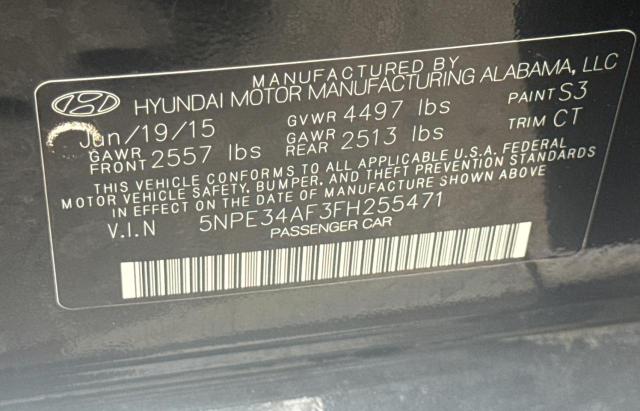 MANUFACTURED BY
HYUNDAI MOTOR MANUFACTURING ALABAMA, LLC
Jun/19/15 GVWR 4497 lbs PAINT S3
GAWR FRONT 2557 lbs GAWR REAR 2513 lbs TRIM CT
THIS VEHICLE CONFORMS TO ALL APPLICABLE U.S.A. FEDERAL
MOTOR VEHICLE SAFETY, BUMPER, AND THEFT PREVENTION STANDARDS
IN EFFECT ON THE DATE OF MANUFACTURE SHOWN ABOVE
V.I.N 5NPE34AF3FH255471
PASSENGER CAR